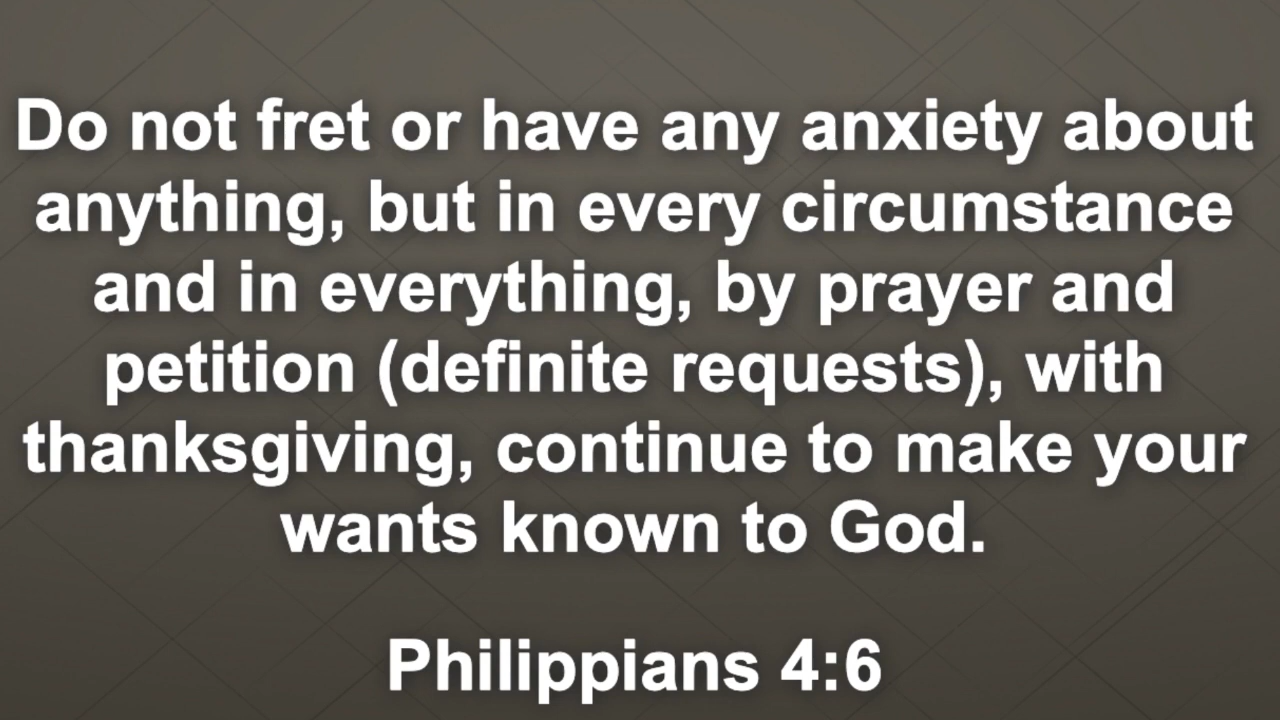 Do not fret or have any anxiety about
anything, but in every circumstance
and in everything, by prayer and
petition (definite requests), with
thanksgiving, continue to make your
wants known to God.
Philippians 4:6